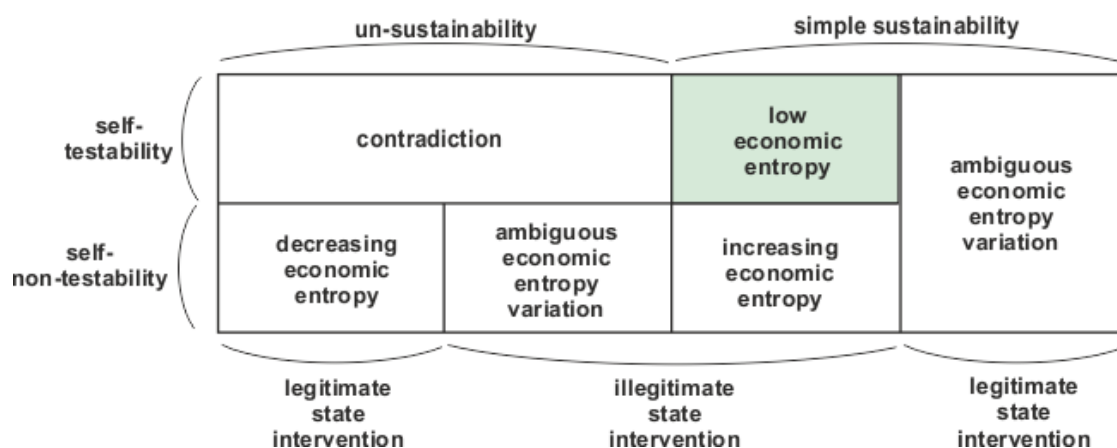 un-sustainability
simple sustainability
self-
testability
contradiction
low
economic
entropy
ambiguous
economic
entropy
variation
self-
non-testability
decreasing
economic
entropy
ambiguous
economic
entropy
variation
increasing
economic
entropy
legitimate
state
intervention
illegitimate
state
intervention
legitimate
state
intervention